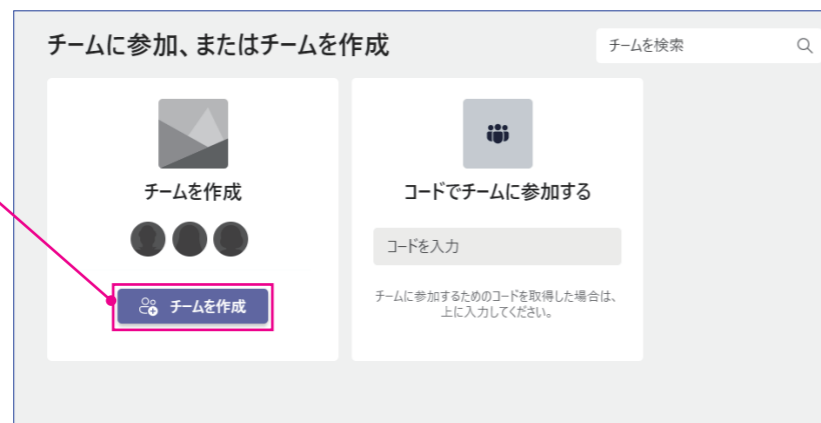 チームに参加、またはチームを作成
チームを検索
チームを作成
チームを作成
コードでチームに参加する
コードを入力
チームに参加するためのコードを取得した場合は、
上に入力してください。